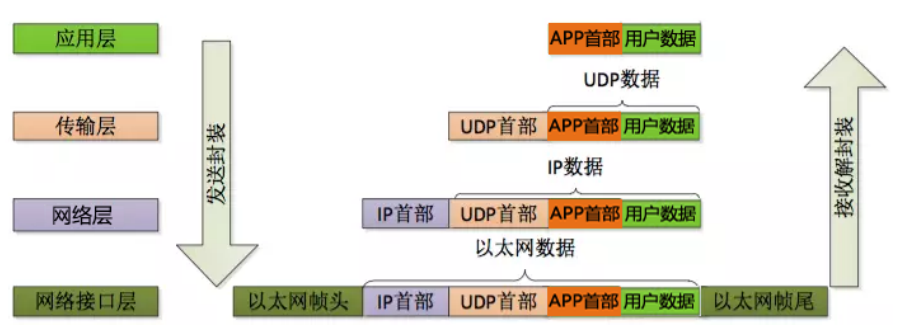 应用层 APP首部 用户数据
UDP数据
传输层 UDP首部 APP首部 用户数据
IP数据
网络层 IP首部 UDP首部 APP首部 用户数据
以太网数据
网络接口层 以太网帧头 IP首部 UDP首部 APP首部 用户数据 以太网帧尾
发送封装
接收解封装